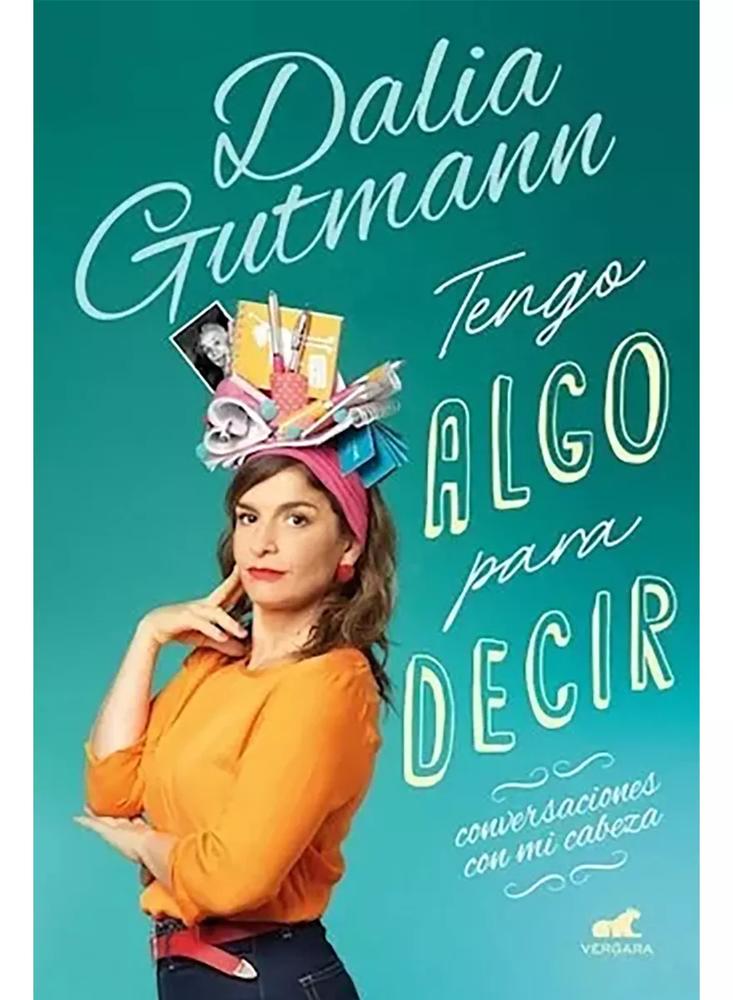 Dalia
Gutmann
Tengo
ALGO
para
DECIR
conversaciones
con mi cabeza
VERGARA